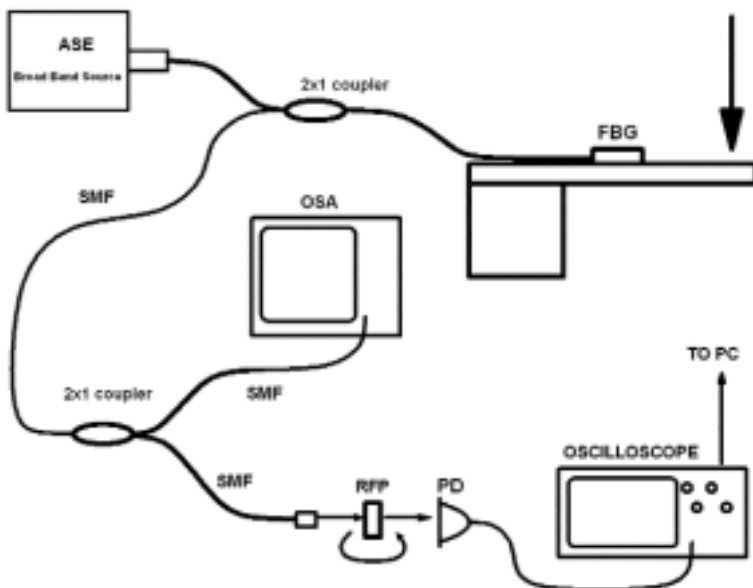 ASE
Broad Band Source
2x1 coupler
FBG
SMF
OSA
TO PC
2x1 coupler
SMF
OSCILLOSCOPE
SMF
RFP
PD